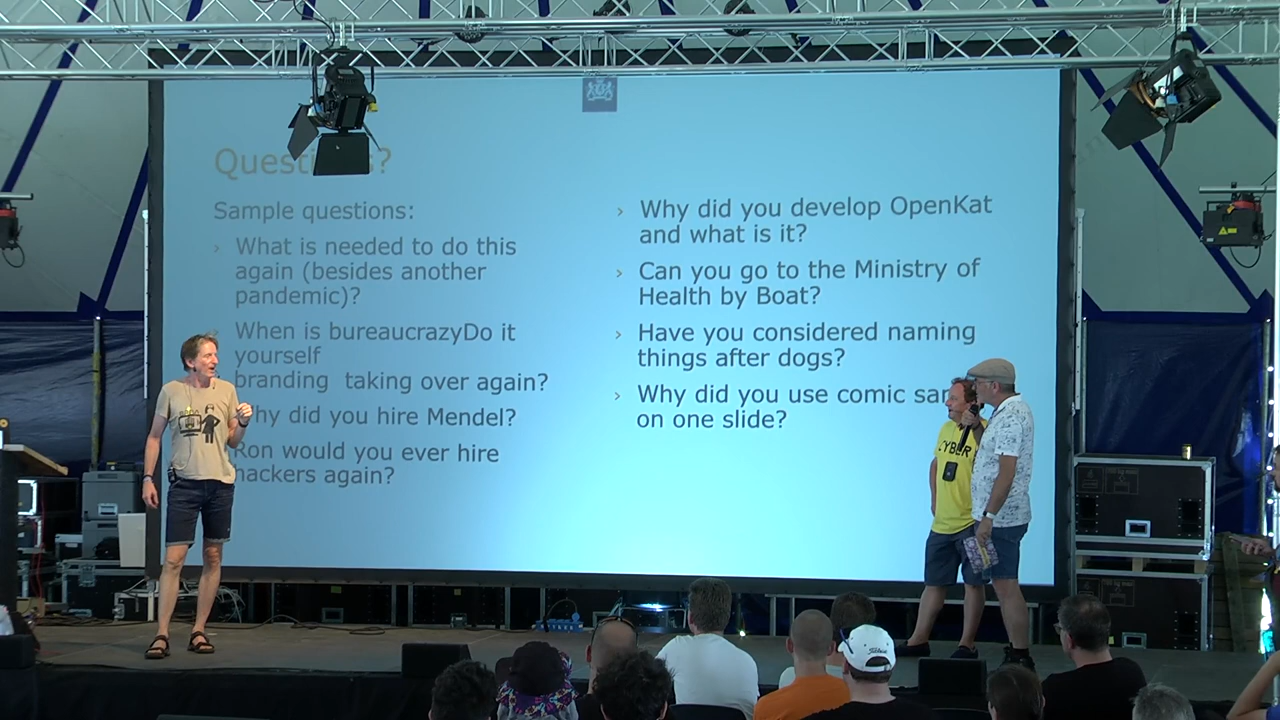 Questions?
Sample questions:
› What is needed to do this
again (besides another
pandemic)?
When is bureaucrazyDo it
yourself
branding taking over again?
Why did you hire Mendel?
Ron would you ever hire
hackers again?
› Why did you develop OpenKat
and what is it?
› Can you go to the Ministry of
Health by Boat?
› Have you considered naming
things after dogs?
› Why did you use comic sans
on one slide?
CYBER
Titleist